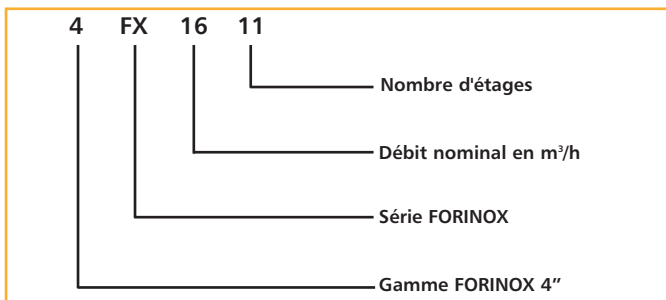 4 FX 16 11
Nombre d'étages
Débit nominal en m³/h
Série FORINOX
Gamme FORINOX 4”